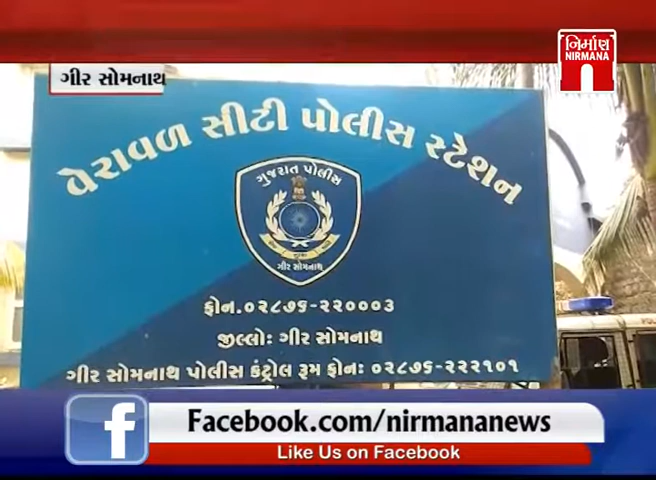 નિર્માણ
NIRMANA
ગીર સોમનાથ
વેરાવળ સીટી પોલીસ સ્ટેશન
ગુજરાત પોલીસ
ગીર સોમનાથ
ફોન.૦૨૮૭૬-૨૨૦૦૦૩
જીલ્લો: ગીર સોમનાથ
ગીર સોમનાથ પોલીસ કંટ્રોલ રૂમ ફોન: ૦૨૮૭૬-૨૨૨૧૦૧
Facebook.com/nirmananews
Like Us on Facebook